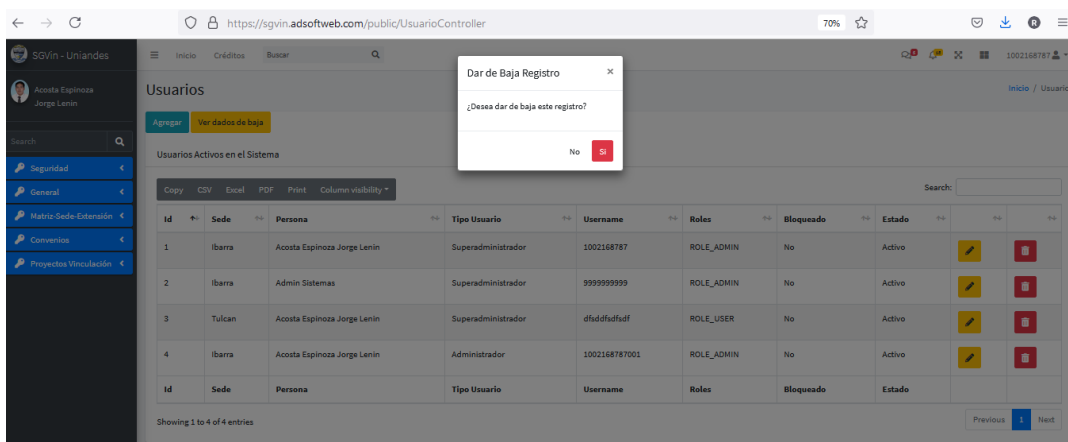 https://sgvin.adsoftweb.com/public/UsuarioController
70%
R
SGVin - Uniandes
Inicio Créditos Buscar
1002168787
Acosta Espinoza
Jorge Lenin
Search
Seguridad
General
Matriz-Sede-Extensión
Convenios
Proyectos Vinculación
Usuarios
Inicio / Usuario
Agregar Ver dados de baja
Dar de Baja Registro ×
¿Desea dar de baja este registro?
No Si
Usuarios Activos en el Sistema
Copy CSV Excel PDF Print Column visibility
Search:
Id Sede Persona Tipo Usuario Username Roles Bloqueado Estado
1 Ibarra Acosta Espinoza Jorge Lenin Superadministrador 1002168787 ROLE_ADMIN No Activo
2 Ibarra Admin Sistemas Superadministrador 9999999999 ROLE_ADMIN No Activo
3 Tulcan Acosta Espinoza Jorge Lenin Superadministrador dfsddfsdfsdf ROLE_USER No Activo
4 Ibarra Acosta Espinoza Jorge Lenin Administrador 1002168787001 ROLE_ADMIN No Activo
Id Sede Persona Tipo Usuario Username Roles Bloqueado Estado
Showing 1 to 4 of 4 entries
Previous 1 Next